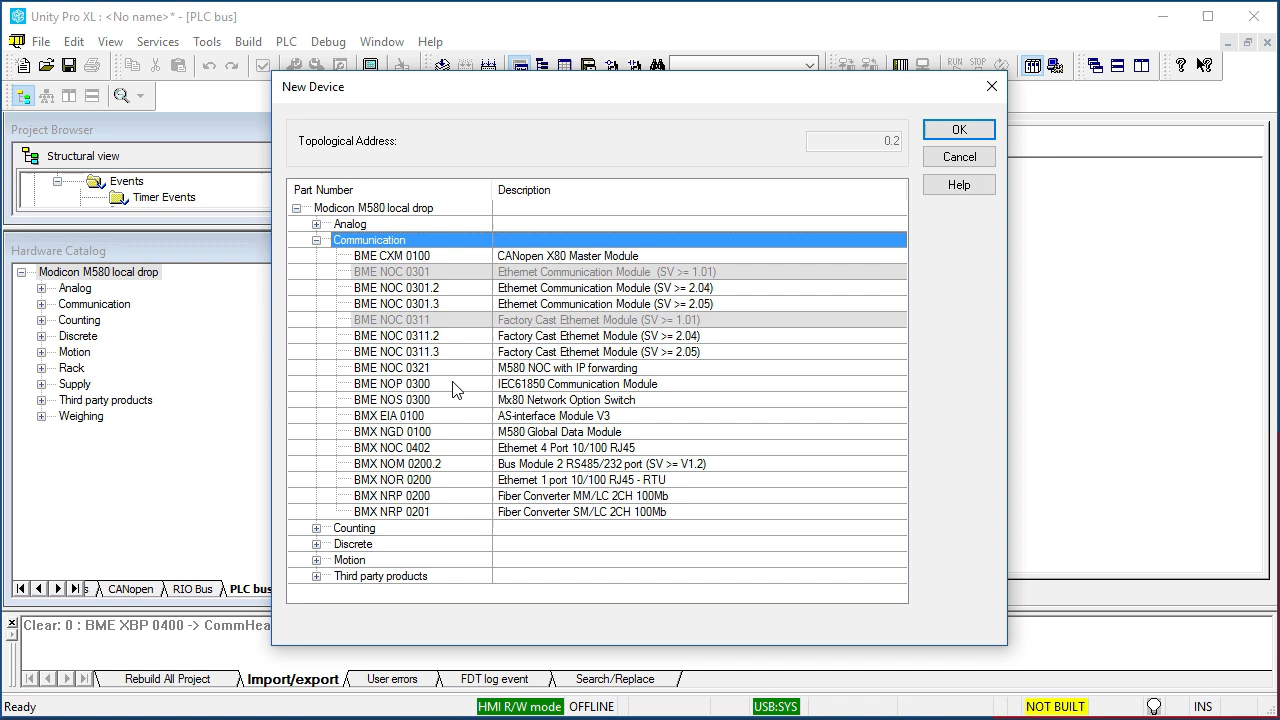 Unity Pro XL : <No name>* - [PLC bus]
File Edit View Services Tools Build PLC Debug Window Help
RUN STOP
New Device
Topological Address: 0.2
OK
Cancel
Help
Project Browser
Structural view
Events
Timer Events
Hardware Catalog
Modicon M580 local drop
Analog
Communication
Counting
Discrete
Motion
Rack
Supply
Third party products
Weighing
Part Number Description
Modicon M580 local drop
Analog
Communication
BME CXM 0100 CANopen X80 Master Module
BME NOC 0301 Ethernet Communication Module (SV >= 1.01)
BME NOC 0301.2 Ethernet Communication Module (SV >= 2.04)
BME NOC 0301.3 Ethernet Communication Module (SV >= 2.05)
BME NOC 0311 Factory Cast Ethernet Module (SV >= 1.01)
BME NOC 0311.2 Factory Cast Ethernet Module (SV >= 2.04)
BME NOC 0311.3 Factory Cast Ethernet Module (SV >= 2.05)
BME NOC 0321 M580 NOC with IP forwarding
BME NOP 0300 IEC61850 Communication Module
BME NOS 0300 Mx80 Network Option Switch
BMX EIA 0100 AS-interface Module V3
BMX NGD 0100 M580 Global Data Module
BMX NOC 0402 Ethernet 4 Port 10/100 RJ45
BMX NOM 0200.2 Bus Module 2 RS485/232 port (SV >= V1.2)
BMX NOR 0200 Ethernet 1 port 10/100 RJ45 - RTU
BMX NRP 0200 Fiber Converter MM/LC 2CH 100Mb
BMX NRP 0201 Fiber Converter SM/LC 2CH 100Mb
Counting
Discrete
Motion
Third party products
s CANopen RIO Bus PLC bus
Clear: 0 : BME XBP 0400 -> CommHea
Rebuild All Project Import/export User errors FDT log event Search/Replace
Ready HMI R/W mode OFFLINE USB:SYS NOT BUILT INS